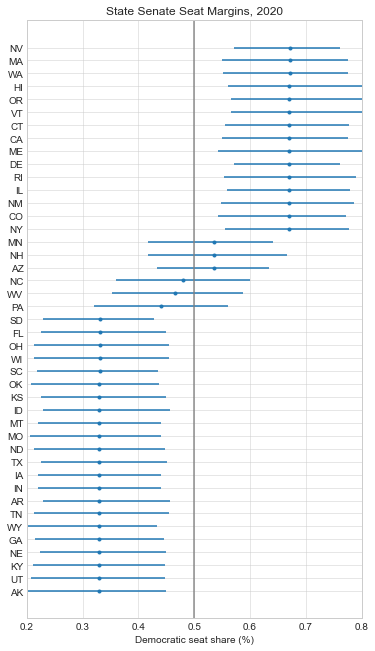 State Senate Seat Margins, 2020
NV
MA
WA
HI
OR
VT
CT
CA
ME
DE
RI
IL
NM
CO
NY
MN
NH
AZ
NC
WV
PA
SD
FL
OH
WI
SC
OK
KS
ID
MT
MO
ND
TX
IA
IN
AR
TN
WY
GA
NE
KY
UT
AK
0.2 0.3 0.4 0.5 0.6 0.7 0.8
Democratic seat share (%)